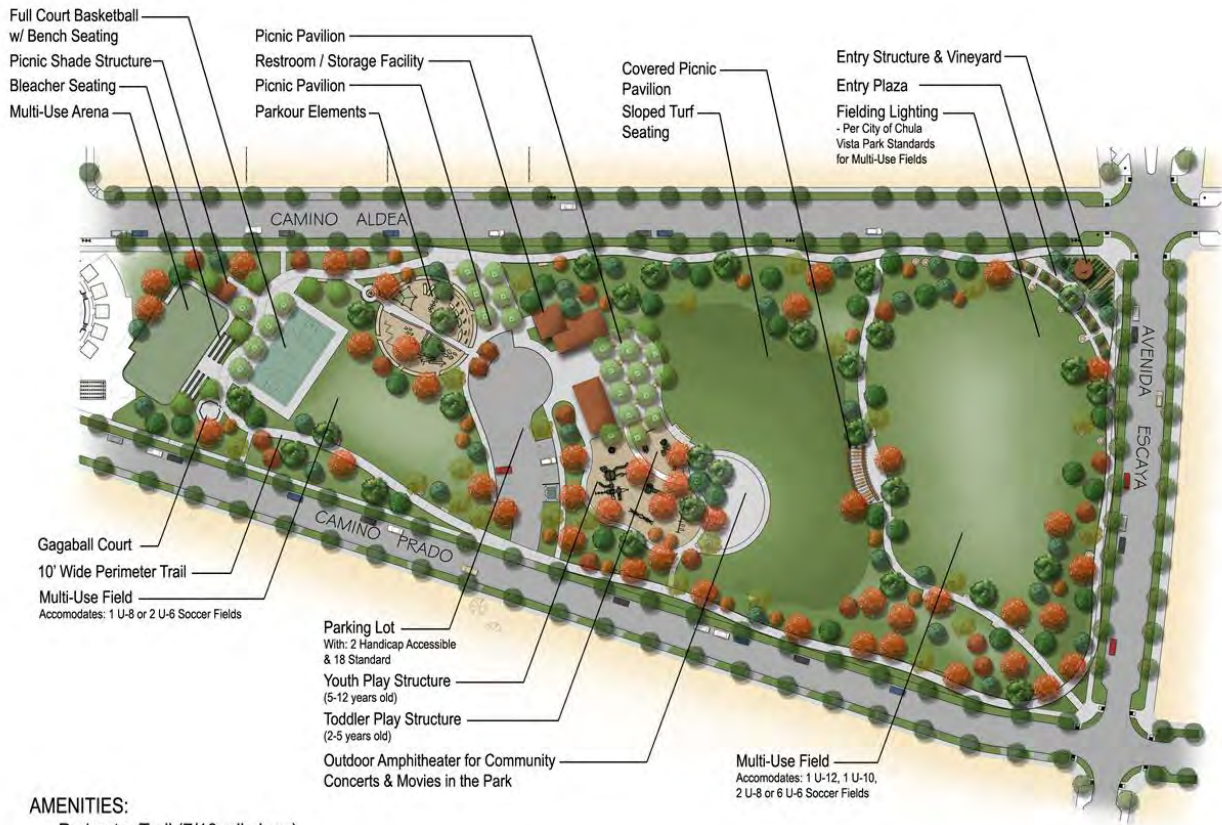 Full Court Basketball
w/ Bench Seating
Picnic Shade Structure
Bleacher Seating
Multi-Use Arena
Picnic Pavilion
Restroom / Storage Facility
Picnic Pavilion
Parkour Elements
Covered Picnic
Pavilion
Sloped Turf
Seating
Entry Structure & Vineyard
Entry Plaza
Fielding Lighting
- Per City of Chula
Vista Park Standards
for Multi-Use Fields
CAMINO ALDEA
AVENIDA ESCAYA
CAMINO PRADO
Gagaball Court
10' Wide Perimeter Trail
Multi-Use Field
Accomodates: 1 U-8 or 2 U-6 Soccer Fields
Parking Lot
With: 2 Handicap Accessible
& 18 Standard
Youth Play Structure
(5-12 years old)
Toddler Play Structure
(2-5 years old)
Outdoor Amphitheater for Community
Concerts & Movies in the Park
Multi-Use Field
Accomodates: 1 U-12, 1 U-10,
2 U-8 or 6 U-6 Soccer Fields
AMENITIES: